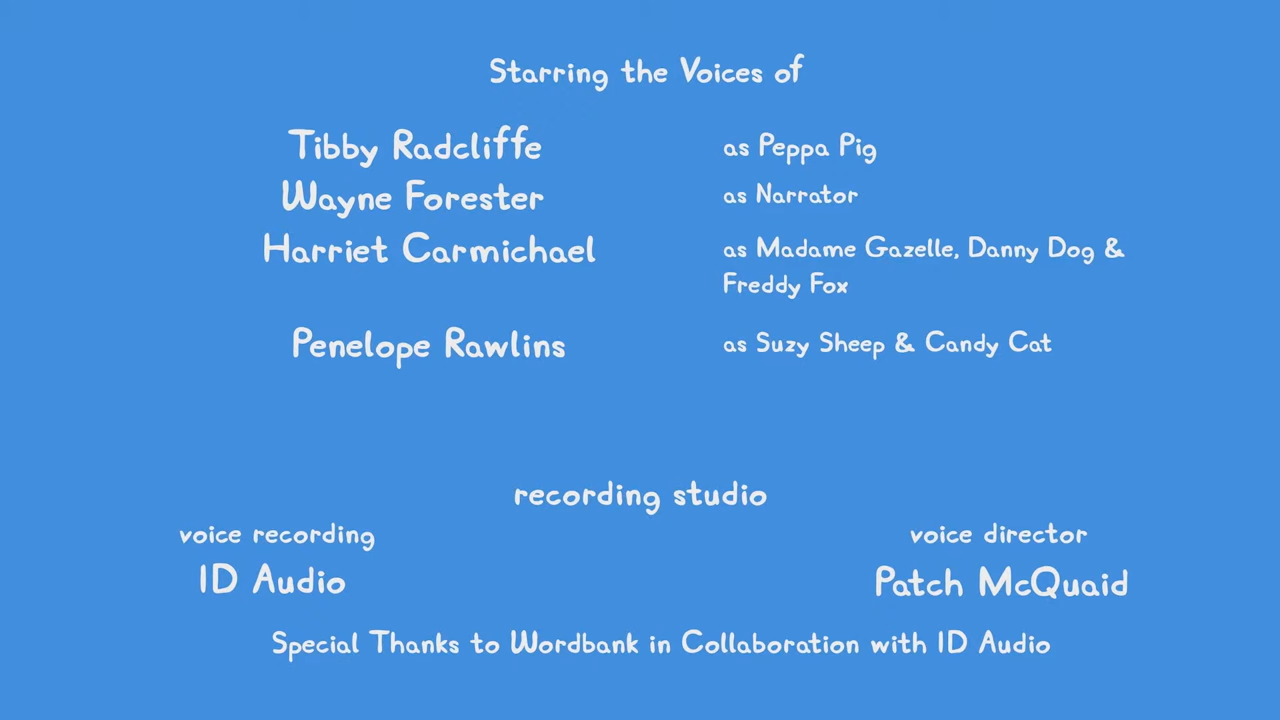 Starring the Voices of
Tibby Radcliffe as Peppa Pig
Wayne Forester as Narrator
Harriet Carmichael as Madame Gazelle, Danny Dog &
Freddy Fox
Penelope Rawlins as Suzy Sheep & Candy Cat
recording studio
voice recording voice director
ID Audio Patch McQuaid
Special Thanks to Wordbank in Collaboration with ID Audio